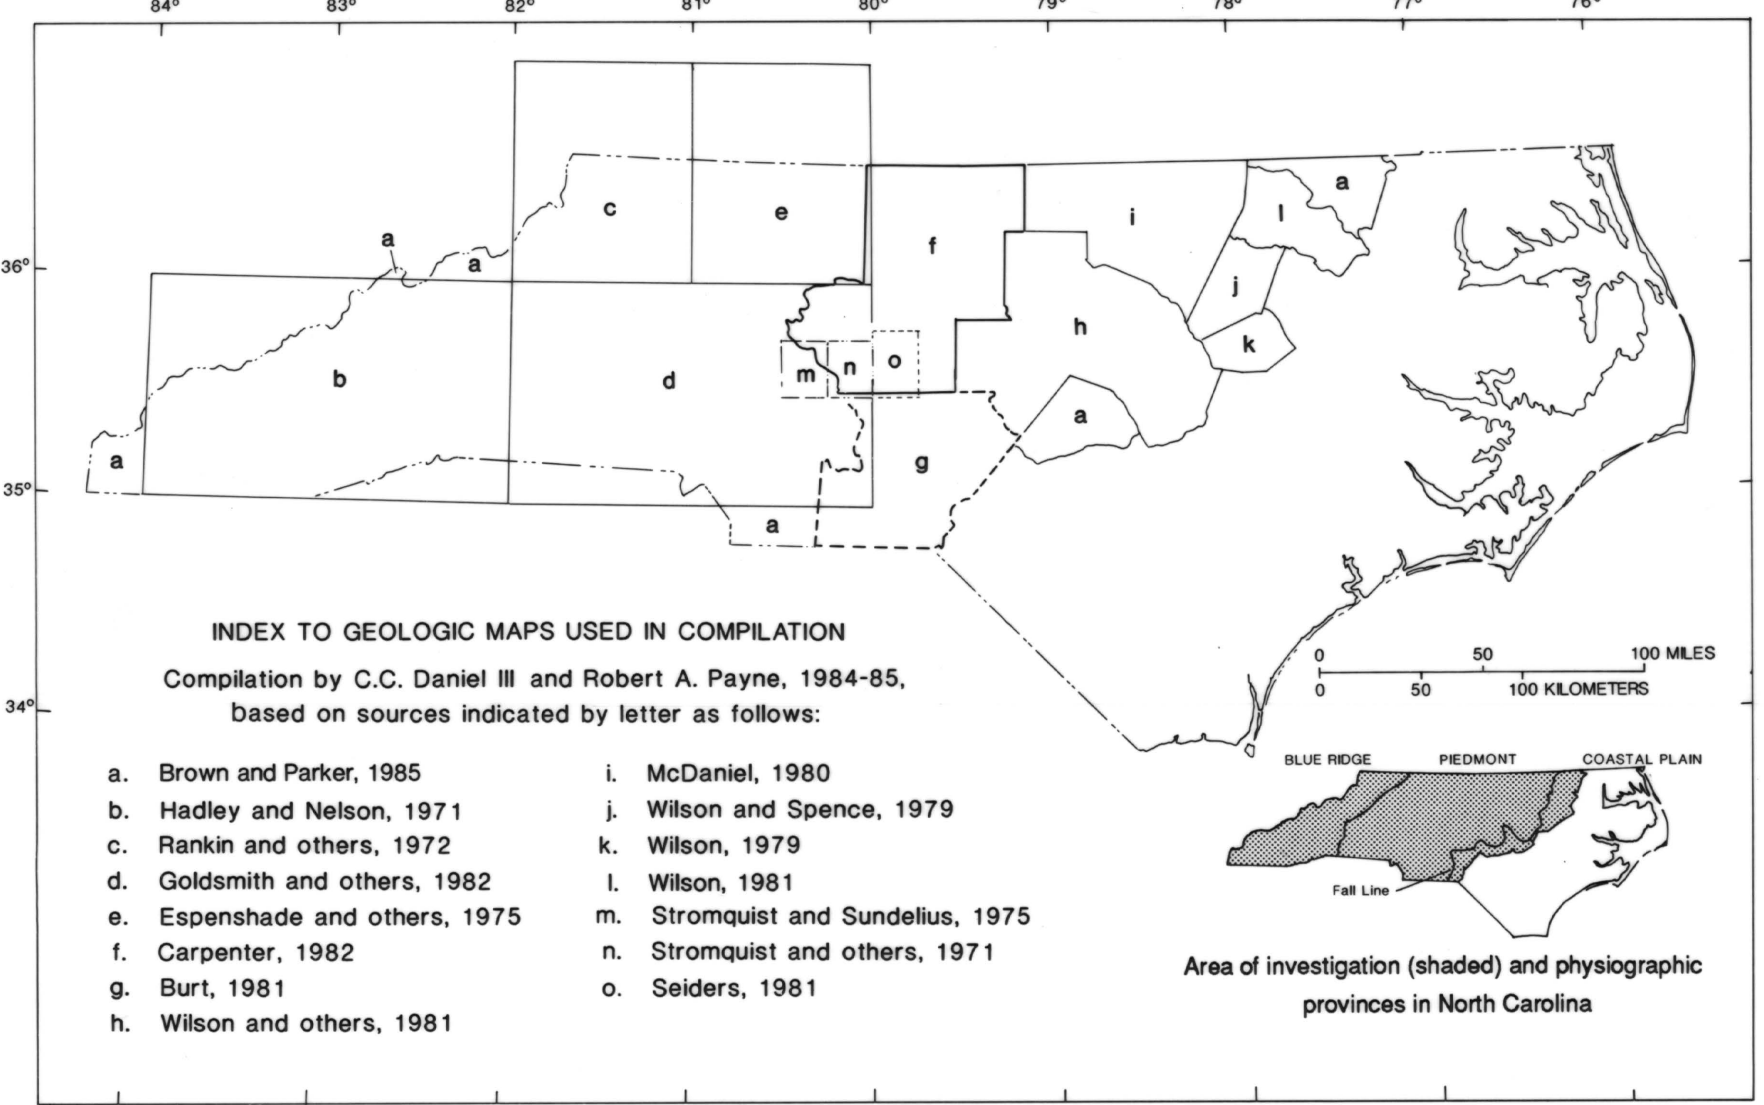 84° 83° 82° 81° 80° 79° 78° 77° 76°
a
c
e
f
i
l
a
a
36°
j
h
k
b
d
m
n
o
a
a
g
35°
a
INDEX TO GEOLOGIC MAPS USED IN COMPILATION
Compilation by C.C. Daniel III and Robert A. Payne, 1984-85,
based on sources indicated by letter as follows:
34°
a. Brown and Parker, 1985
b. Hadley and Nelson, 1971
c. Rankin and others, 1972
d. Goldsmith and others, 1982
e. Espenshade and others, 1975
f. Carpenter, 1982
g. Burt, 1981
h. Wilson and others, 1981
i. McDaniel, 1980
j. Wilson and Spence, 1979
k. Wilson, 1979
l. Wilson, 1981
m. Stromquist and Sundelius, 1975
n. Stromquist and others, 1971
o. Seiders, 1981
0 50 100 MILES
0 50 100 KILOMETERS
BLUE RIDGE PIEDMONT COASTAL PLAIN
Fall Line
Area of investigation (shaded) and physiographic
provinces in North Carolina